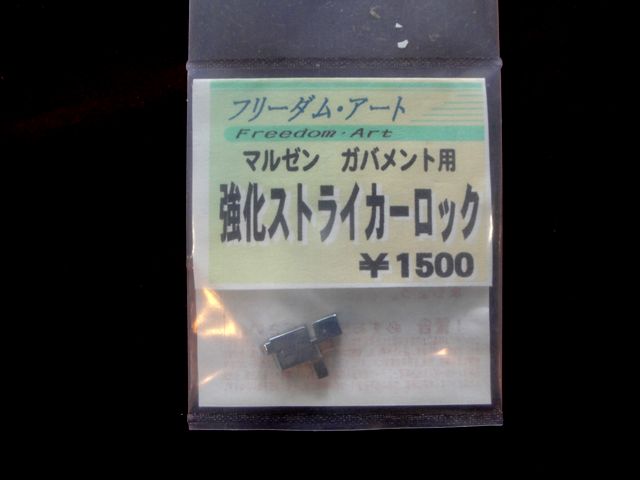 フリーダム・アート
Freedom・Art
マルゼン ガバメント用
強化ストライカーロック
￥1500